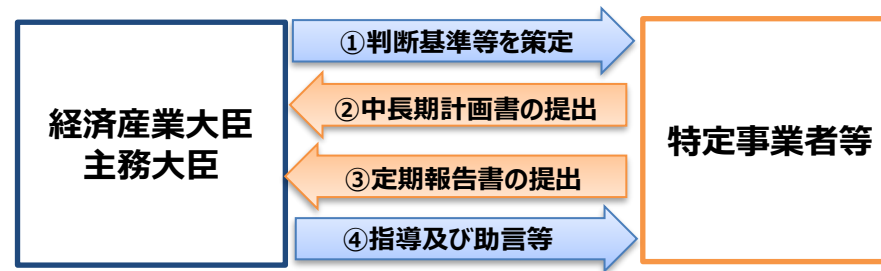 経済産業大臣
主務大臣
①判断基準等を策定
②中長期計画書の提出
③定期報告書の提出
④指導及び助言等
特定事業者等